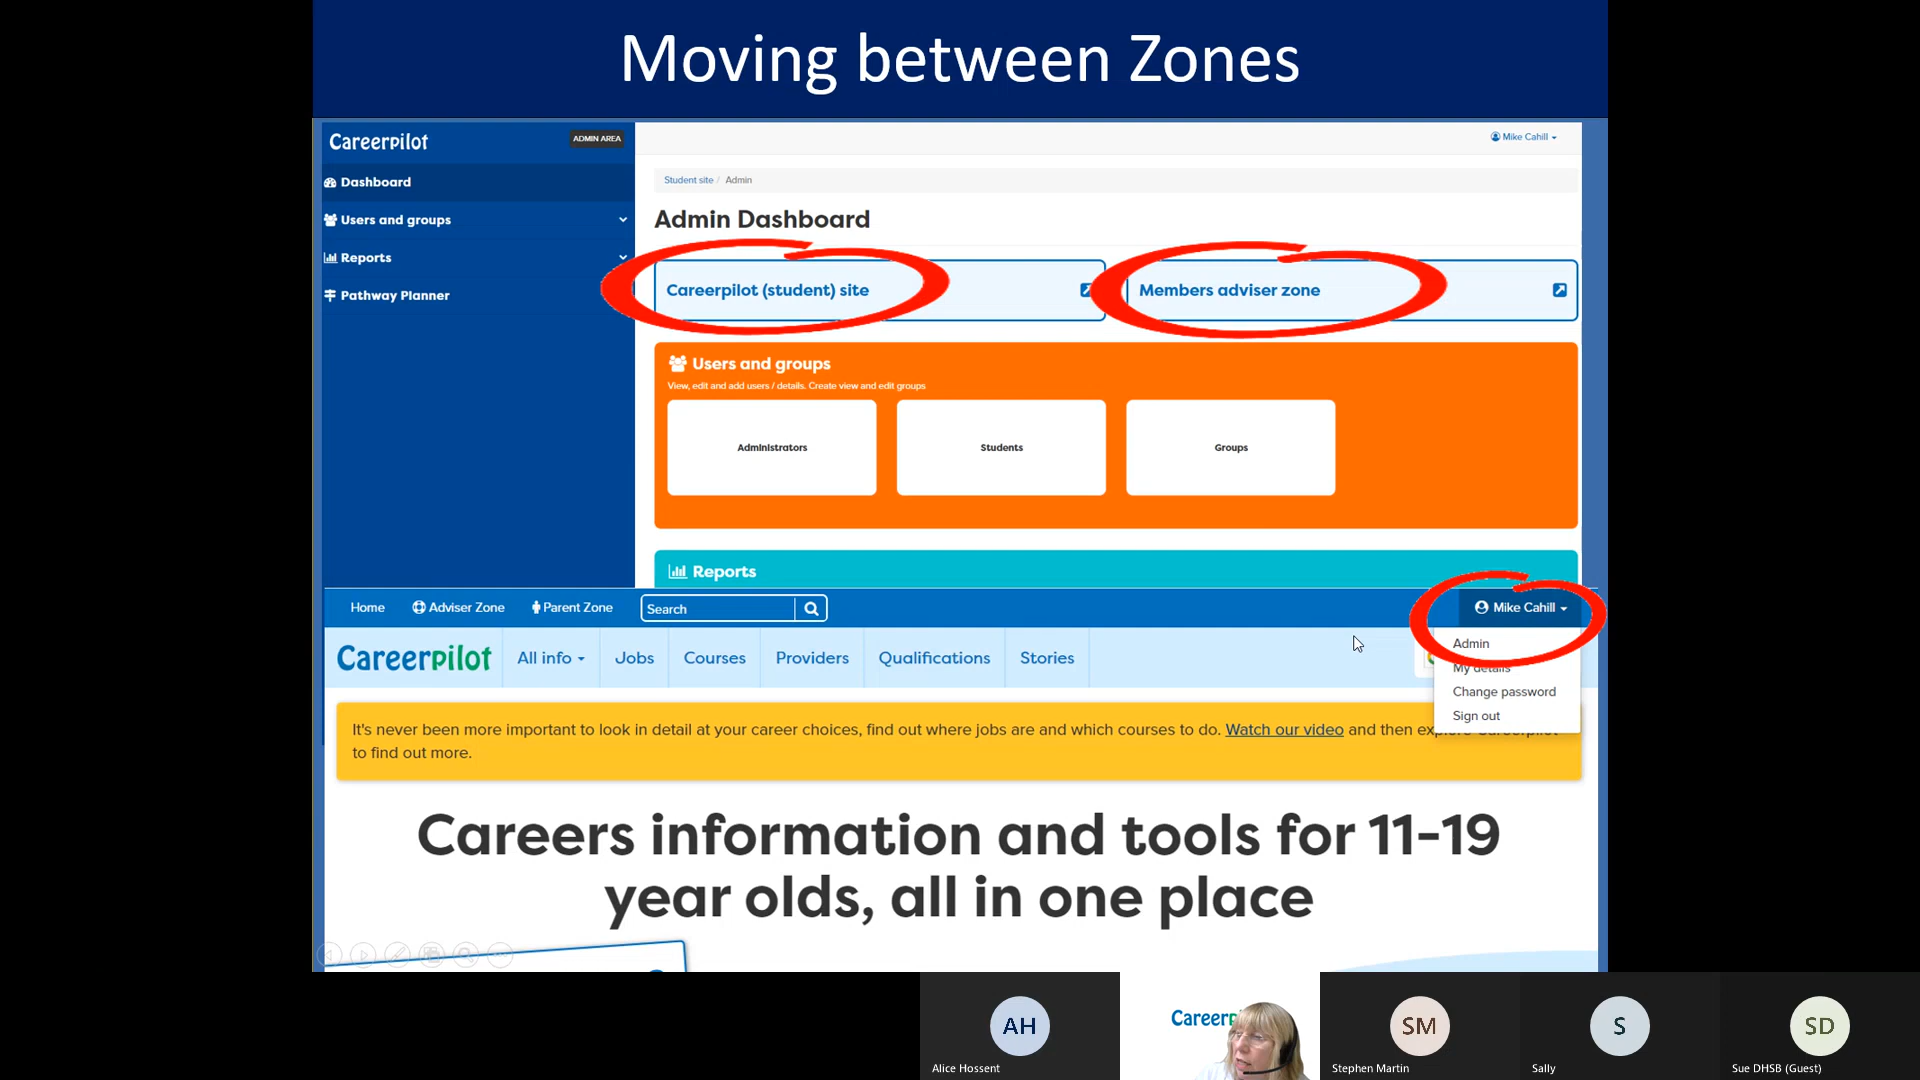 Moving between Zones
Careerpilot
ADMIN AREA
Mike Cahill
Dashboard
Users and groups
Reports
Pathway Planner
Student site / Admin
Admin Dashboard
Careerpilot (student) site
Members adviser zone
Users and groups
View, edit and add users / details. Create view and edit groups
Administrators
Students
Groups
Reports
Home
Adviser Zone
Parent Zone
Search
Mike Cahill
Admin
My details
Change password
Sign out
Careerpilot
All info
Jobs
Courses
Providers
Qualifications
Stories
It's never been more important to look in detail at your career choices, find out where jobs are and which courses to do. Watch our video and then explore Careerpilot
to find out more.
Careers information and tools for 11-19
year olds, all in one place
AH
Alice Hossent
Career
SM
Stephen Martin
S
Sally
SD
Sue DHSB (Guest)